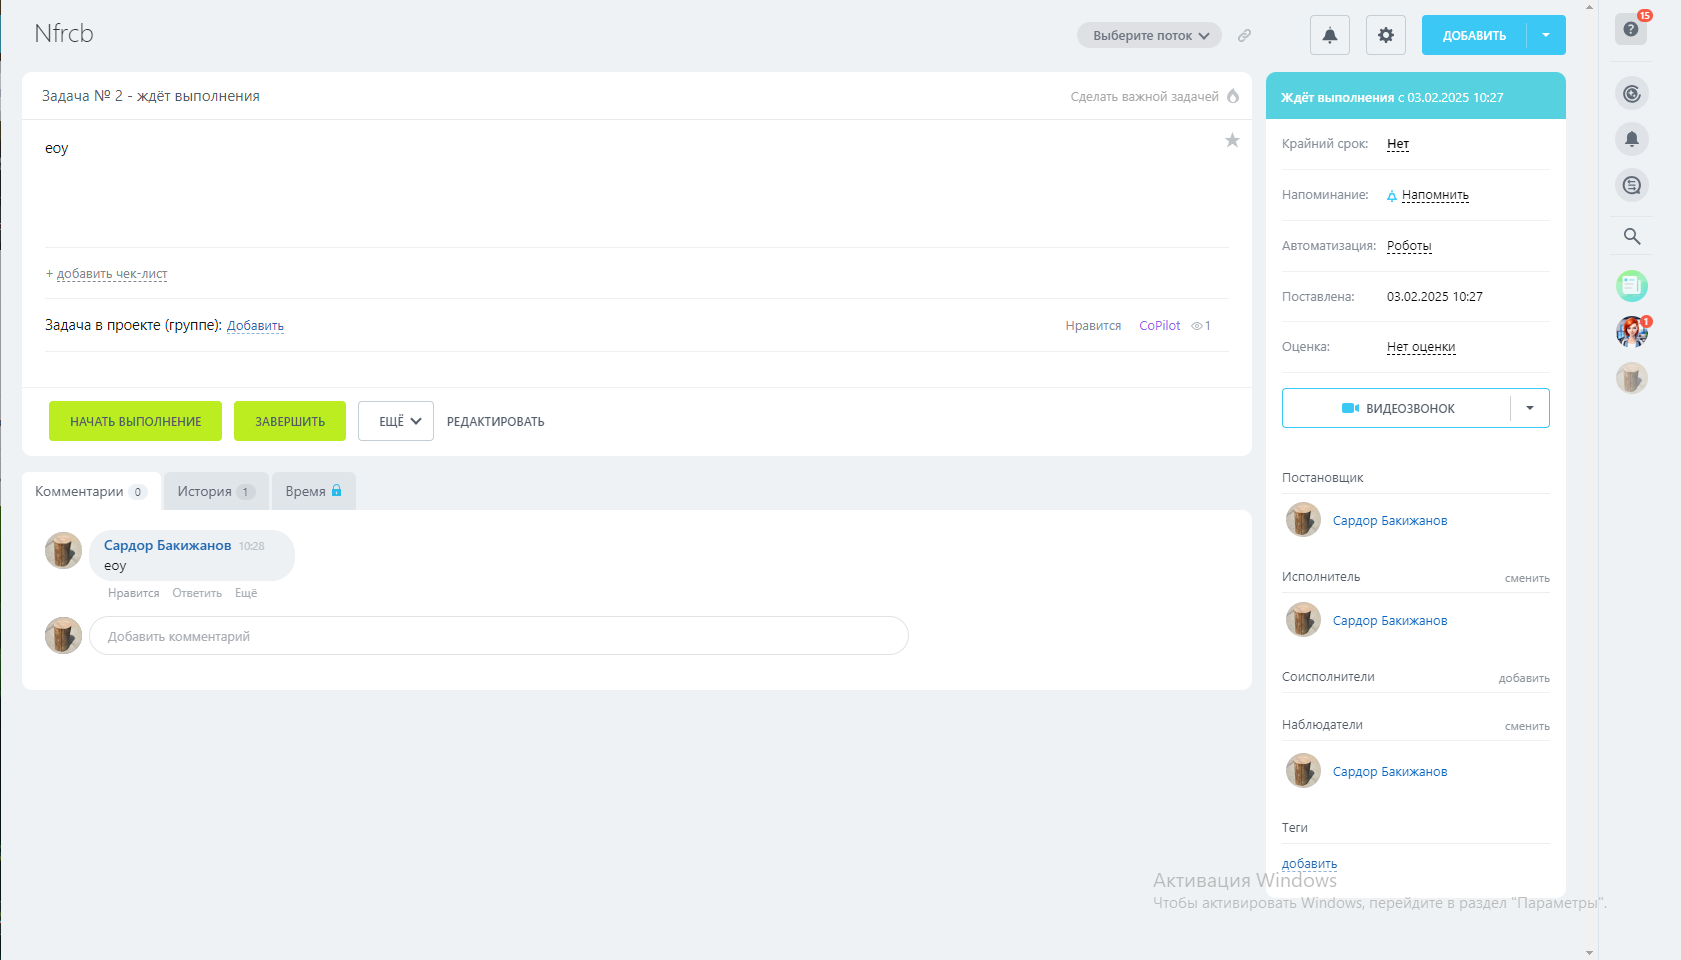 Nfrcb
Выберите поток
ДОБАВИТЬ
15
Задача № 2 - ждёт выполнения
Сделать важной задачей
еоу
+ добавить чек-лист
Задача в проекте (группе): Добавить
Нравится CoPilot 1
НАЧАТЬ ВЫПОЛНЕНИЕ ЗАВЕРШИТЬ ЕЩЁ РЕДАКТИРОВАТЬ
Комментарии 0 История 1 Время
Сардор Бакижанов 10:28
еоу
Нравится Ответить Ещё
Добавить комментарий
Ждёт выполнения с 03.02.2025 10:27
Крайний срок: Нет
Напоминание: Напомнить
Автоматизация: Роботы
Поставлена: 03.02.2025 10:27
Оценка: Нет оценки
ВИДЕОЗВОНОК
Постановщик
Сардор Бакижанов
Исполнитель сменить
Сардор Бакижанов
Соисполнители добавить
Наблюдатели сменить
Сардор Бакижанов
Теги
добавить
1
Активация Windows
Чтобы активировать Windows, перейдите в раздел "Параметры".